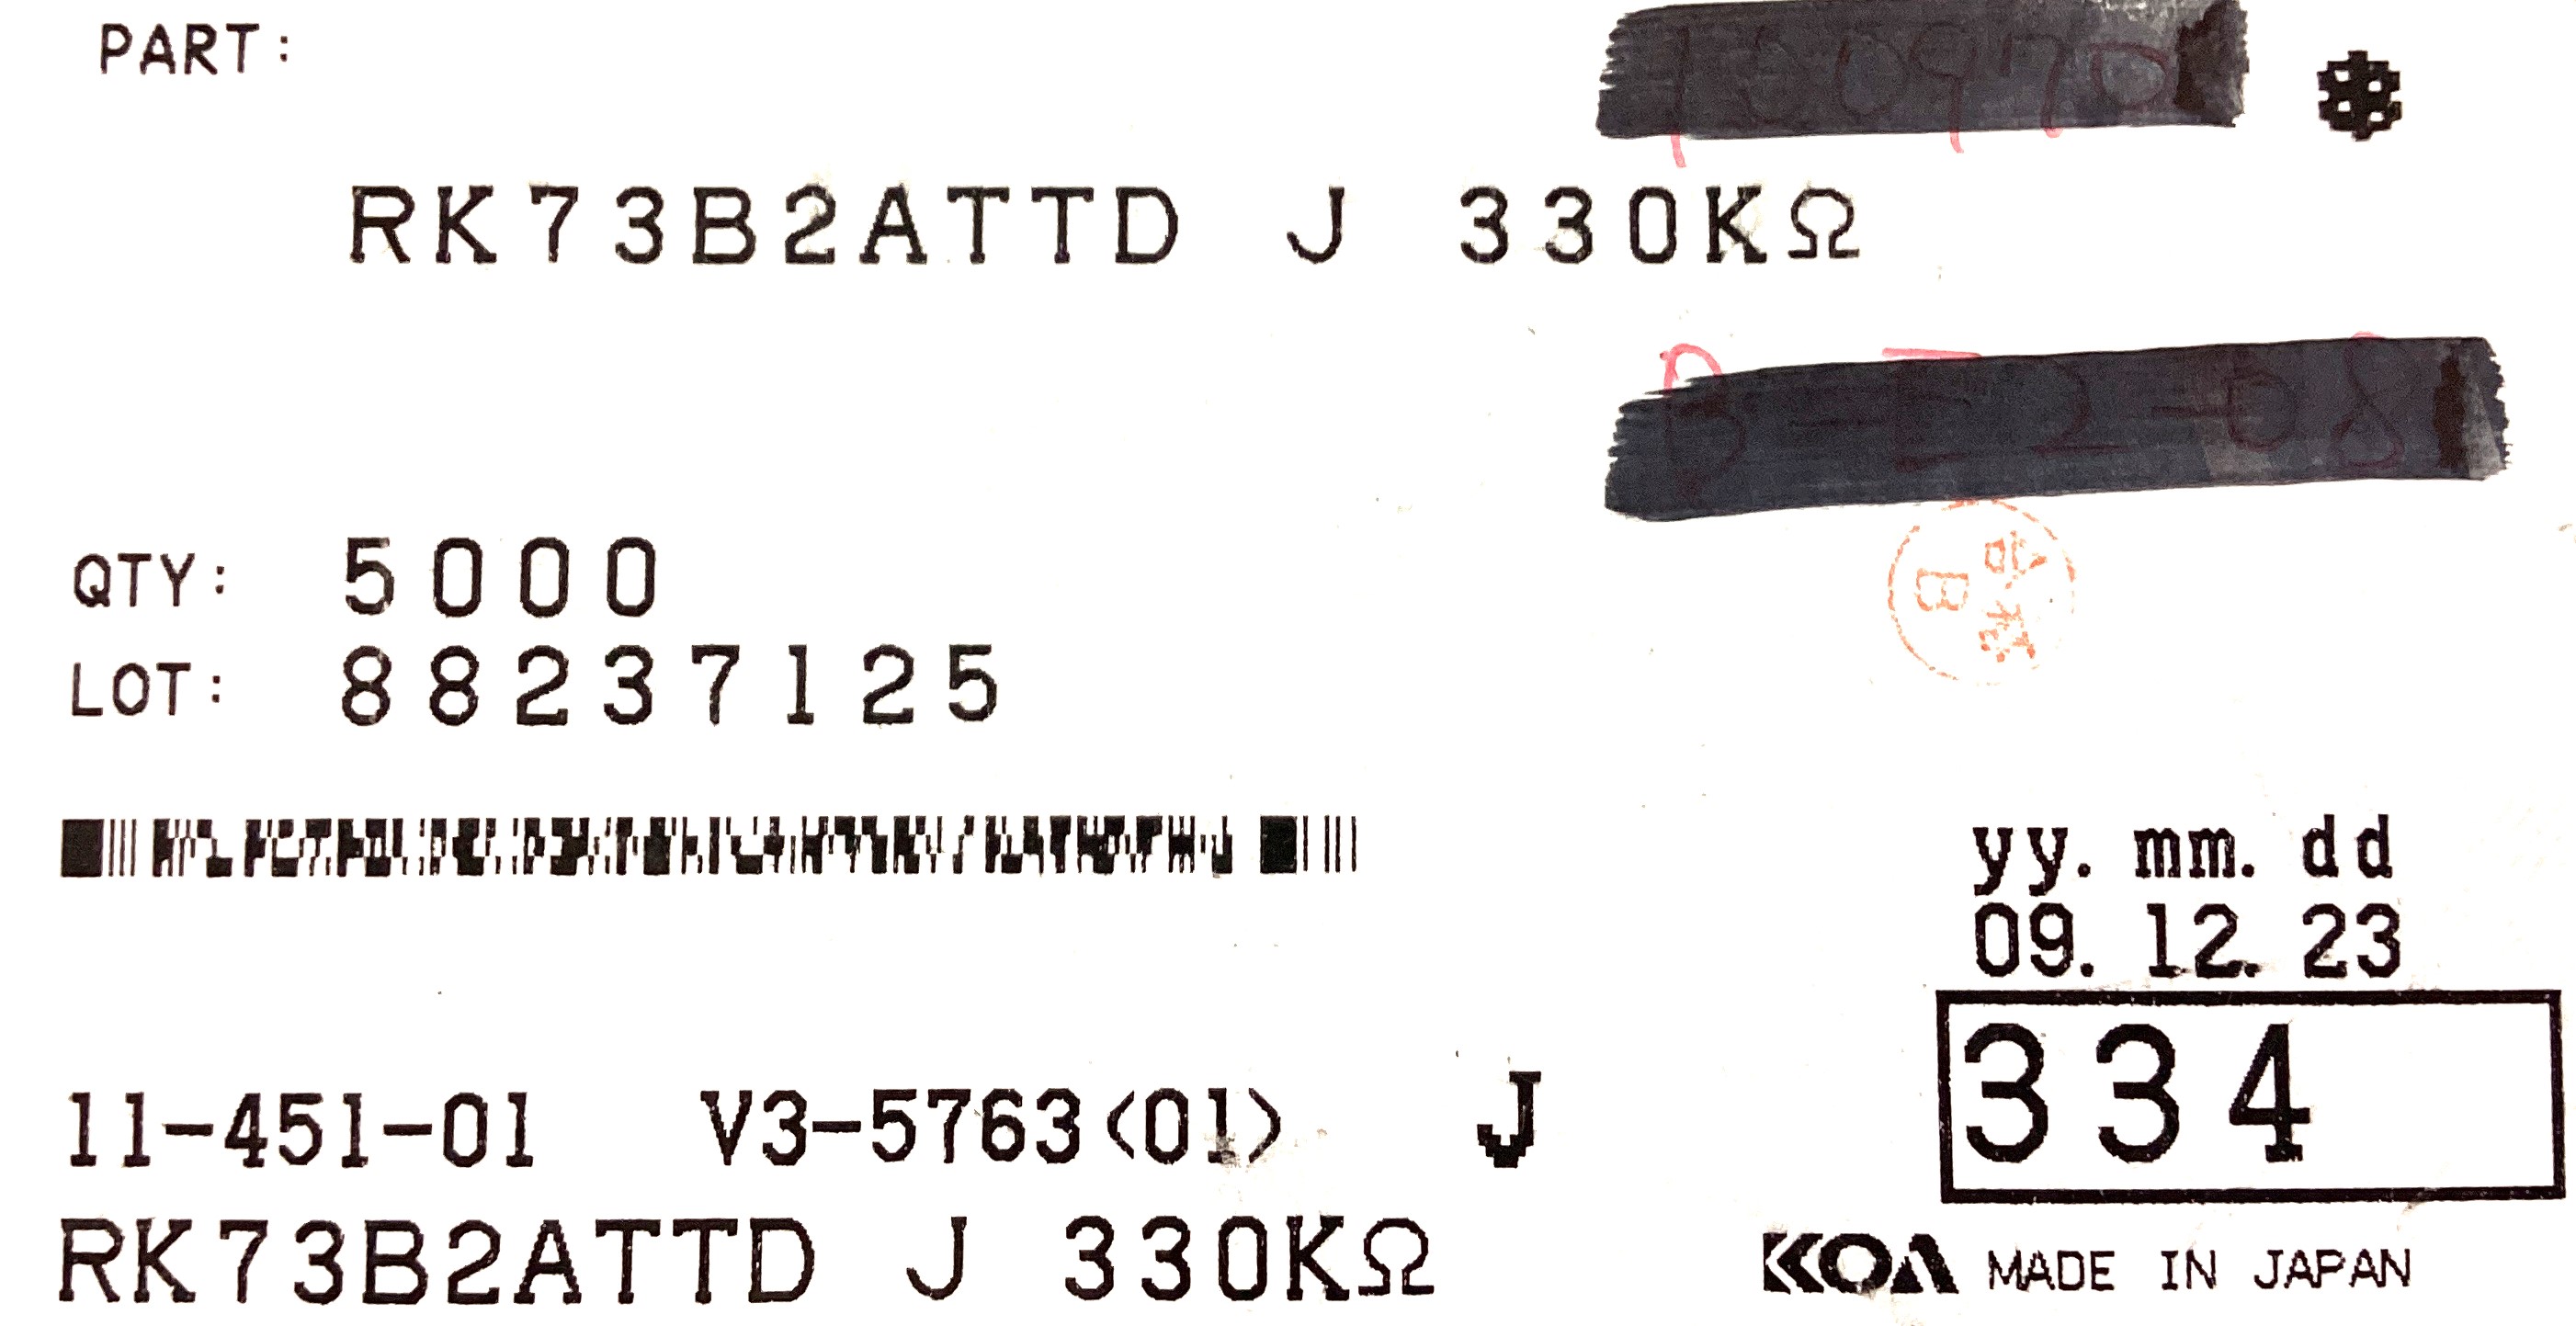 PART:
RK73B2ATTD J 330KΩ
QTY: 5000
LOT: 88237125
yy. mm. dd
09. 12. 23
334
11-451-01 V3-5763<01> J
RK73B2ATTD J 330KΩ
KOA MADE IN JAPAN